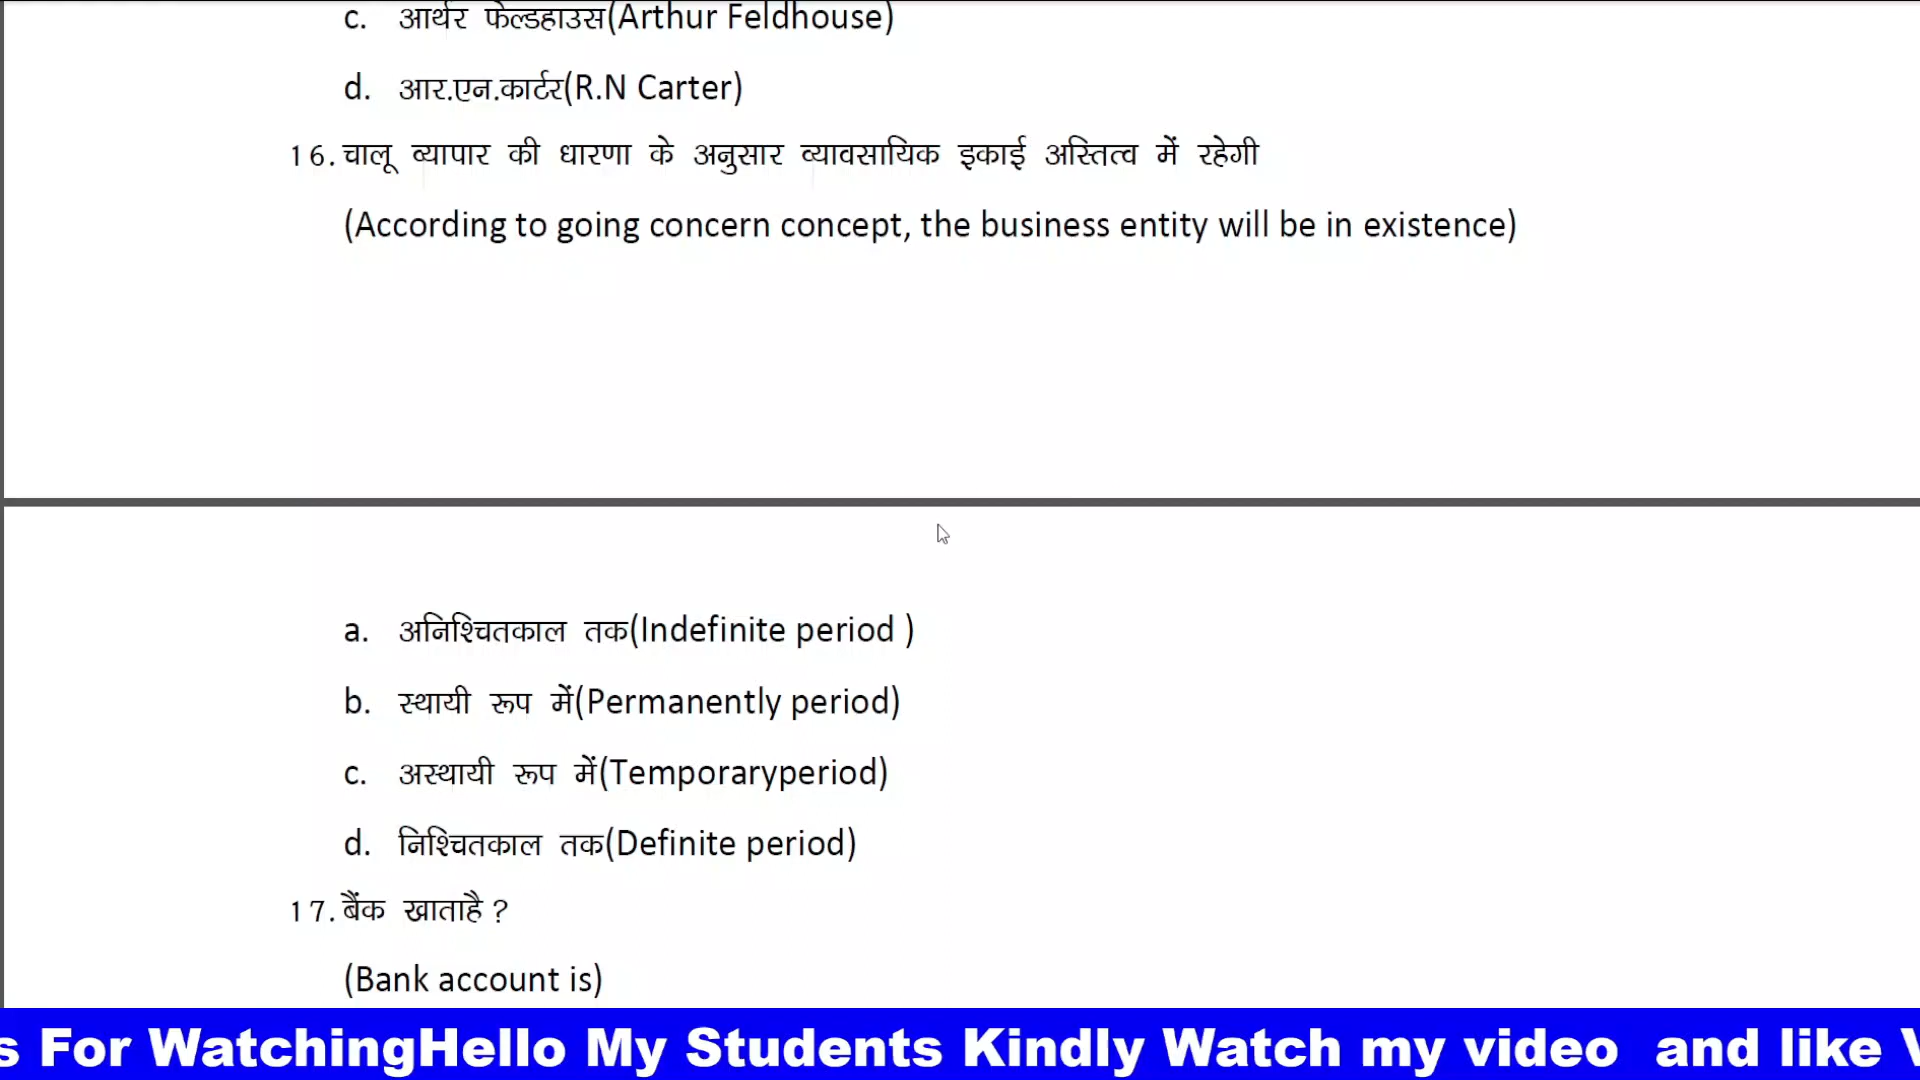 c. आर्थर फेल्डहाउस(Arthur Feldhouse)
d. आर.एन.कार्टर(R.N Carter)
16.चालू व्यापार की धारणा के अनुसार व्यावसायिक इकाई अस्तित्व में रहेगी
(According to going concern concept, the business entity will be in existence)
a. अनिश्चितकाल तक(Indefinite period )
b. स्थायी रूप में(Permanently period)
c. अस्थायी रूप में(Temporaryperiod)
d. निश्चितकाल तक(Definite period)
17.बैंक खाताहै?
(Bank account is)
s For WatchingHello My Students Kindly Watch my video and like